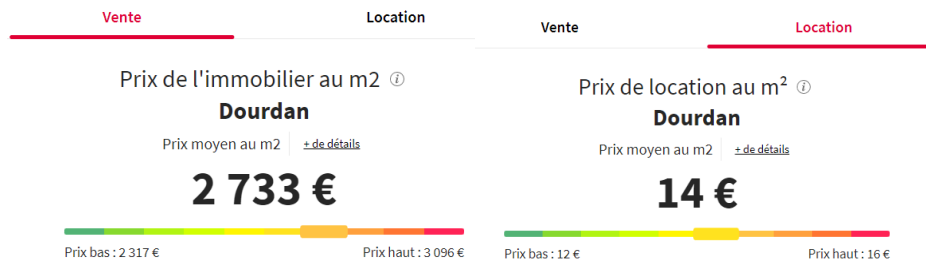 Vente
Location
Prix de l'immobilier au m2 i
Dourdan
Prix moyen au m2
+ de détails
2 733 €
Prix bas : 2 317 €
Prix haut : 3 096 €
Vente
Location
Prix de location au m² i
Dourdan
Prix moyen au m2
+ de détails
14 €
Prix bas : 12 €
Prix haut : 16 €